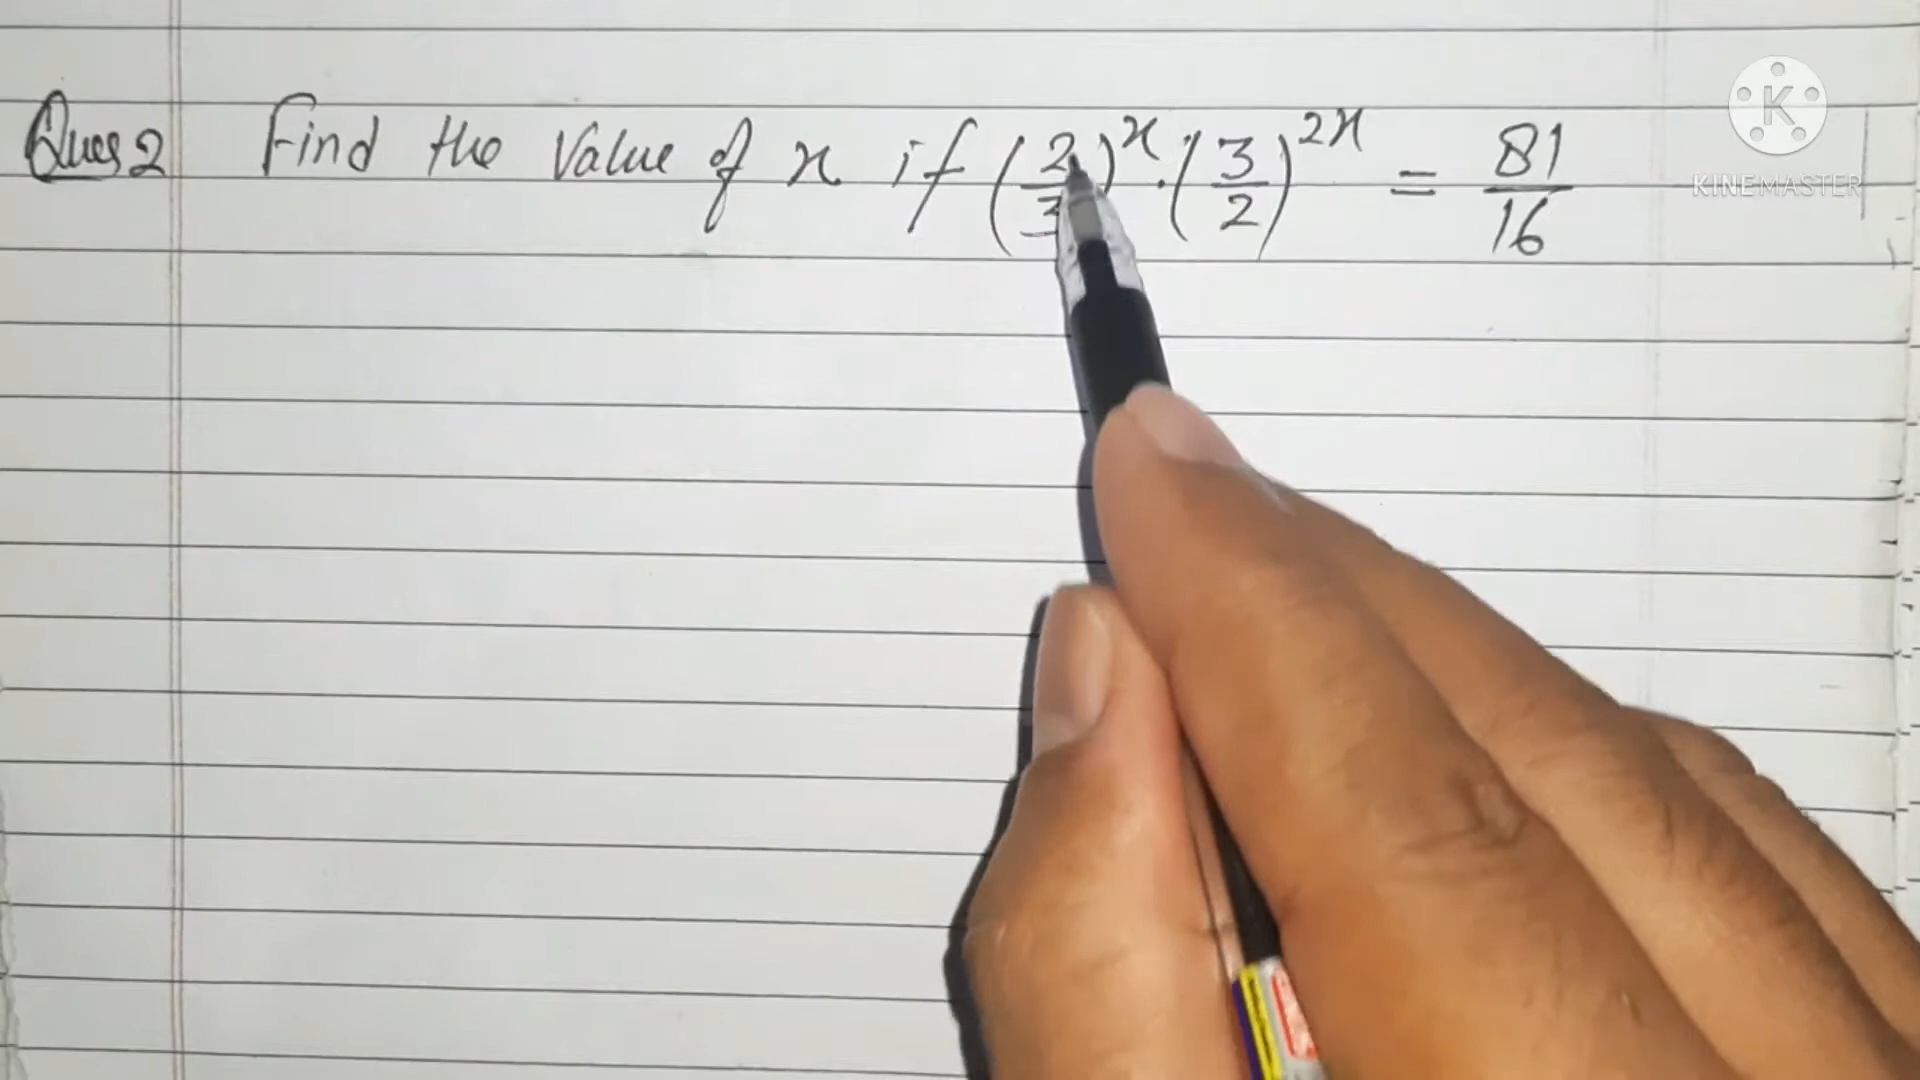 Ques 2 Find the Value of x if (2/3)^x · (3/2)^2x = 81/16
K
KINEMASTER